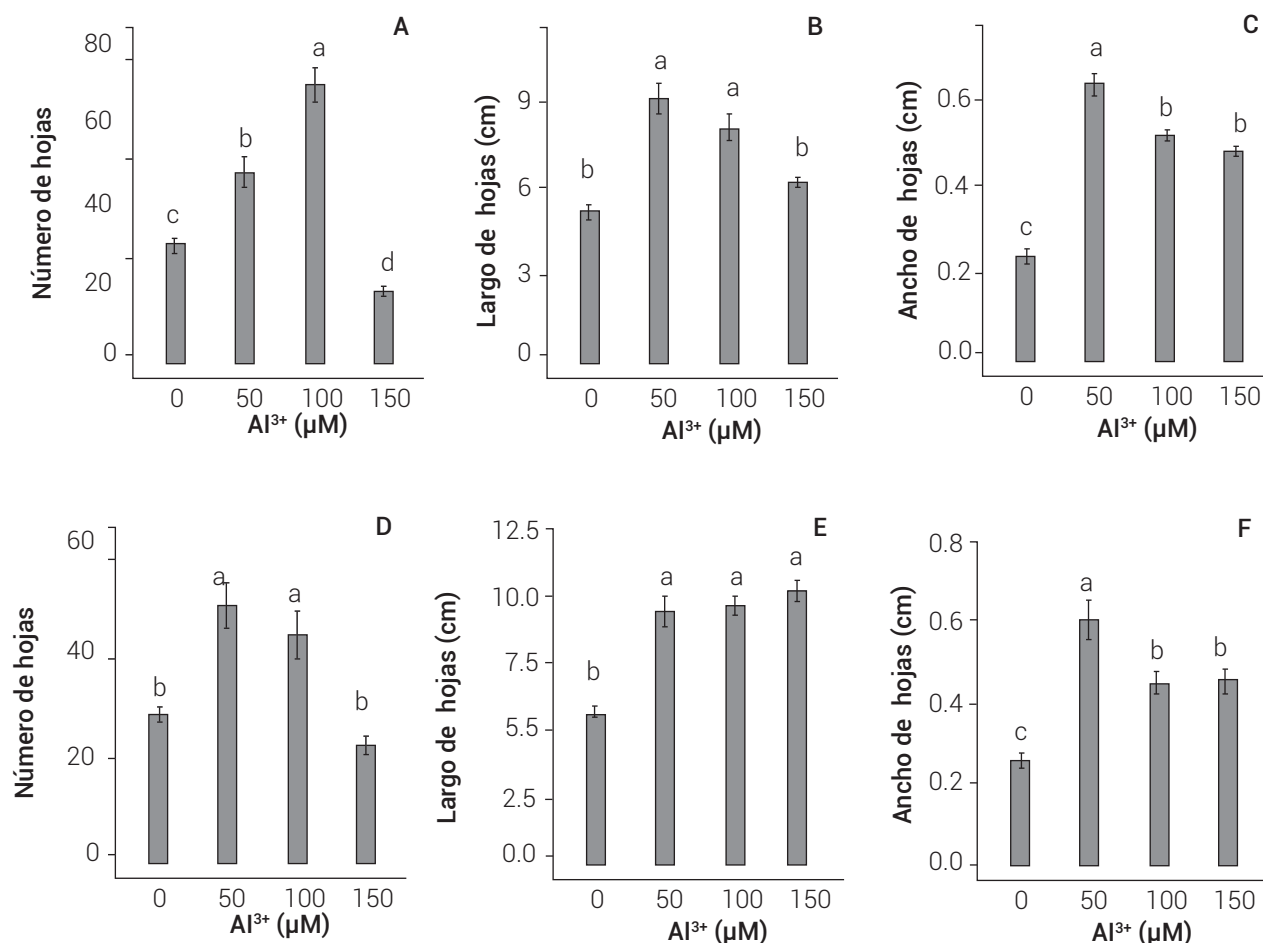 A
Número de hojas
80
60
40
20
0
c
b
a
d
0 50 100 150
Al³⁺ (µM)
B
Largo de hojas (cm)
9
6
3
0
b
a
a
b
0 50 100 150
Al³⁺ (µM)
C
Ancho de hojas (cm)
0.6
0.4
0.2
0.0
c
a
b
b
0 50 100 150
Al³⁺ (µM)
D
Número de hojas
60
40
20
0
b
a
a
b
0 50 100 150
Al³⁺ (µM)
E
Largo de hojas (cm)
12.5
10.0
7.5
5.5
2.5
0.0
b
a
a
a
0 50 100 150
Al³⁺ (µM)
F
Ancho de hojas (cm)
0.8
0.6
0.4
0.2
0.0
c
a
b
b
0 50 100 150
Al³⁺ (µM)